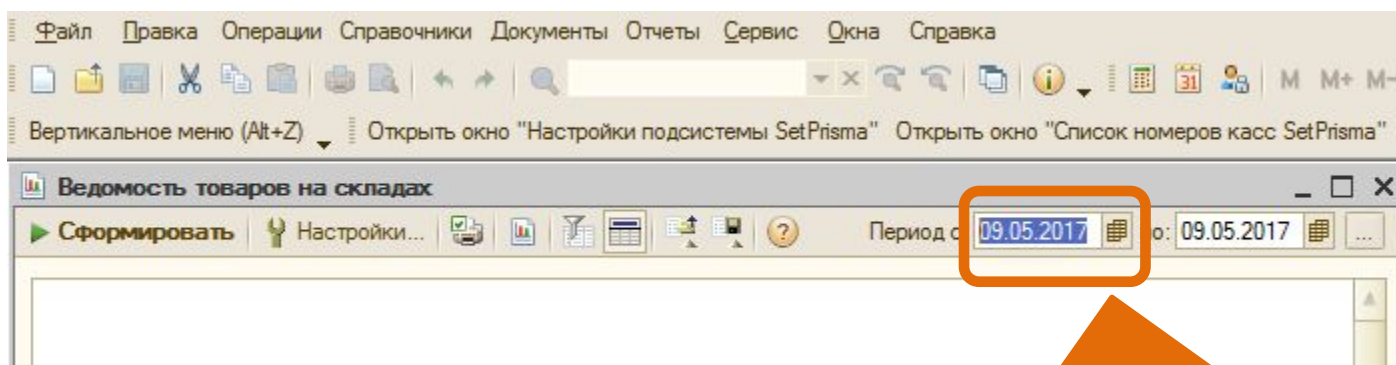 Файл Правка Операции Справочники Документы Отчеты Сервис Окна Справка
31 M M+ M-
Вертикальное меню (Alt+Z) Открыть окно "Настройки подсистемы SetPrisma" Открыть окно "Список номеров касс SetPrisma"
Ведомость товаров на складах
Сформировать Настройки... ? Период с 09.05.2017 о: 09.05.2017 ...